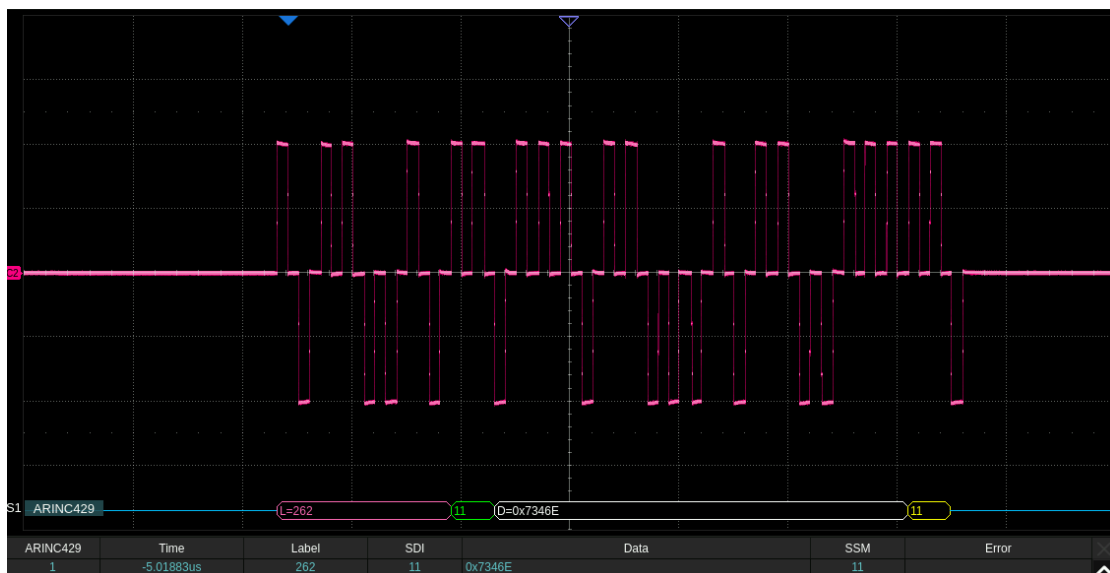 C2
S1 ARINC429 L=262 11 D=0x7346E 11
ARINC429 Time Label SDI Data SSM Error
1 -5.01883us 262 11 0x7346E 11